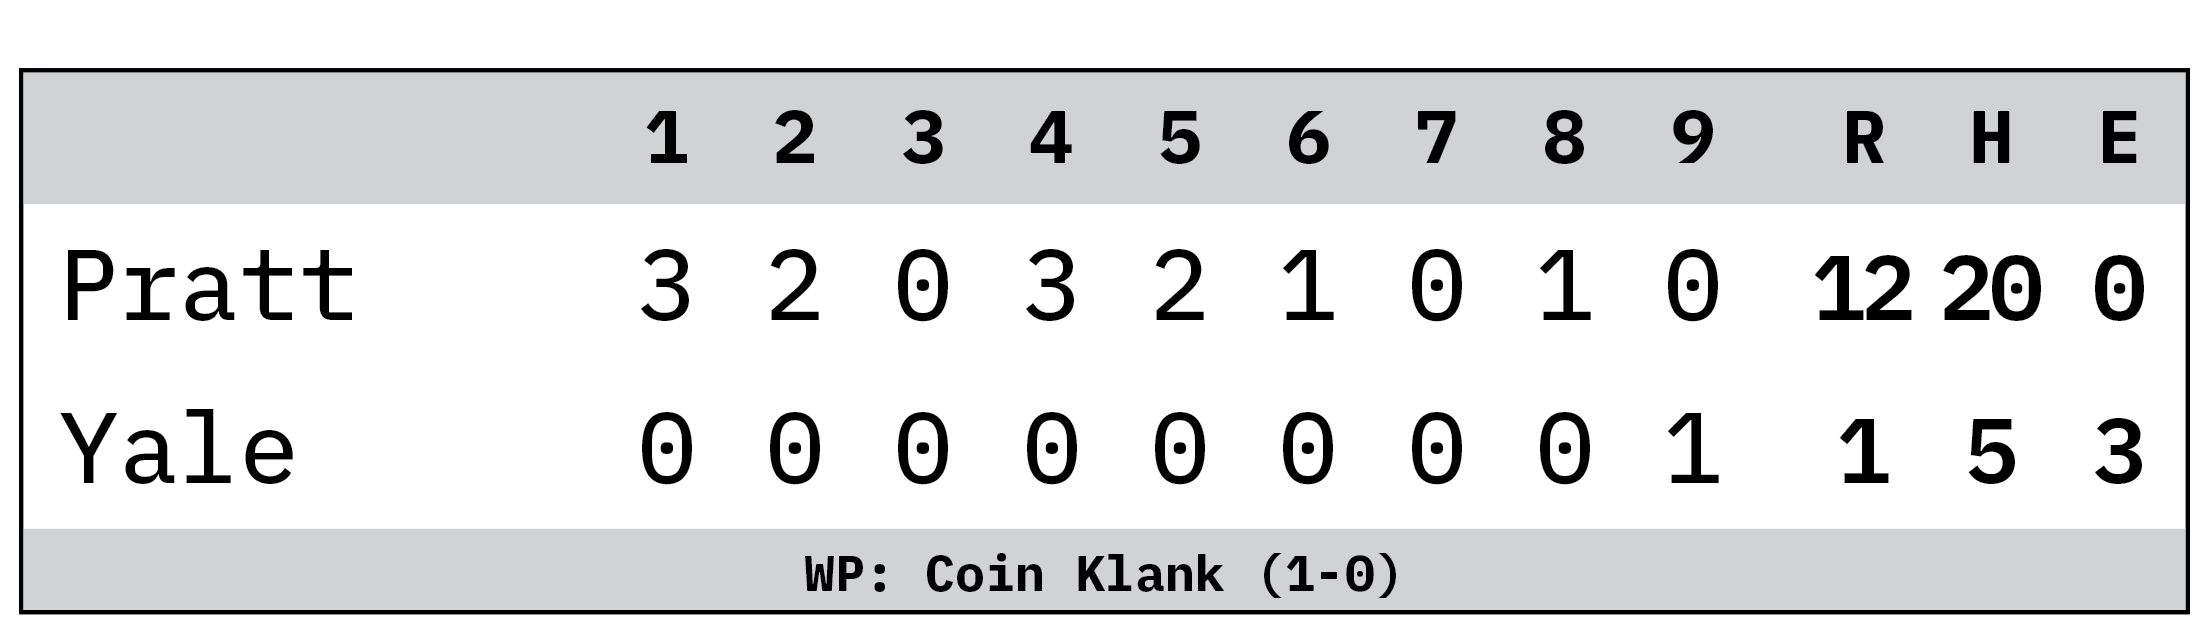 1 2 3 4 5 6 7 8 9 R H E
Pratt 3 2 0 3 2 1 0 1 0 12 20 0
Yale 0 0 0 0 0 0 0 0 1 1 5 3
WP: Coin Klank (1-0)